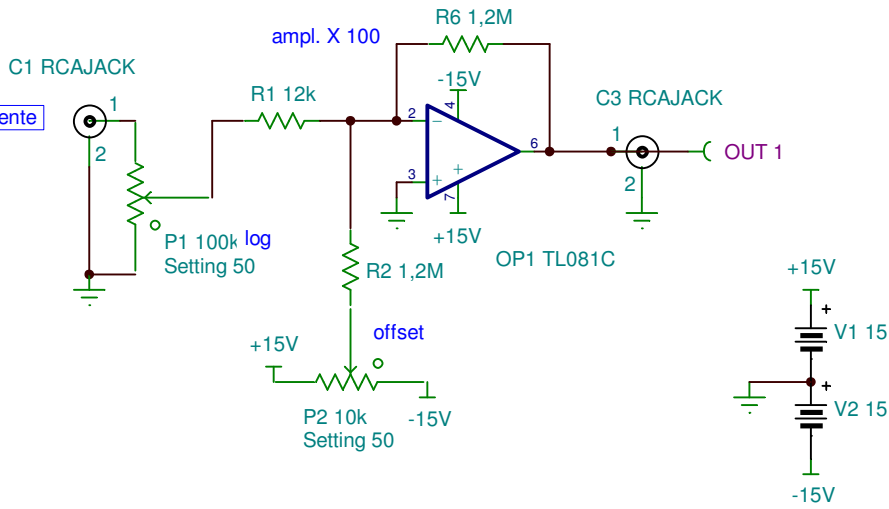 R6 1,2M
ampl. X 100
C1 RCAJACK
-15V
R1 12k
C3 RCAJACK
ente
1
2
4
2
3
6
7
1
2
OUT 1
P1 100k log
Setting 50
+15V
OP1 TL081C
R2 1,2M
+15V
offset
+15V
V1 15
P2 10k
Setting 50
-15V
V2 15
-15V